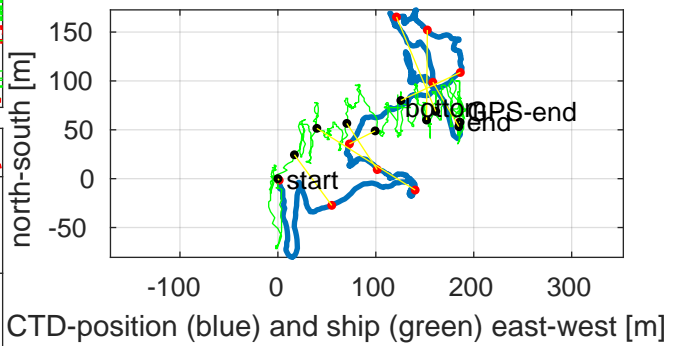 150
100
50
0
-50
north-south [m]
bottom
GPS-end
end
start
-100
0
100
200
300
CTD-position (blue) and ship (green) east-west [m]